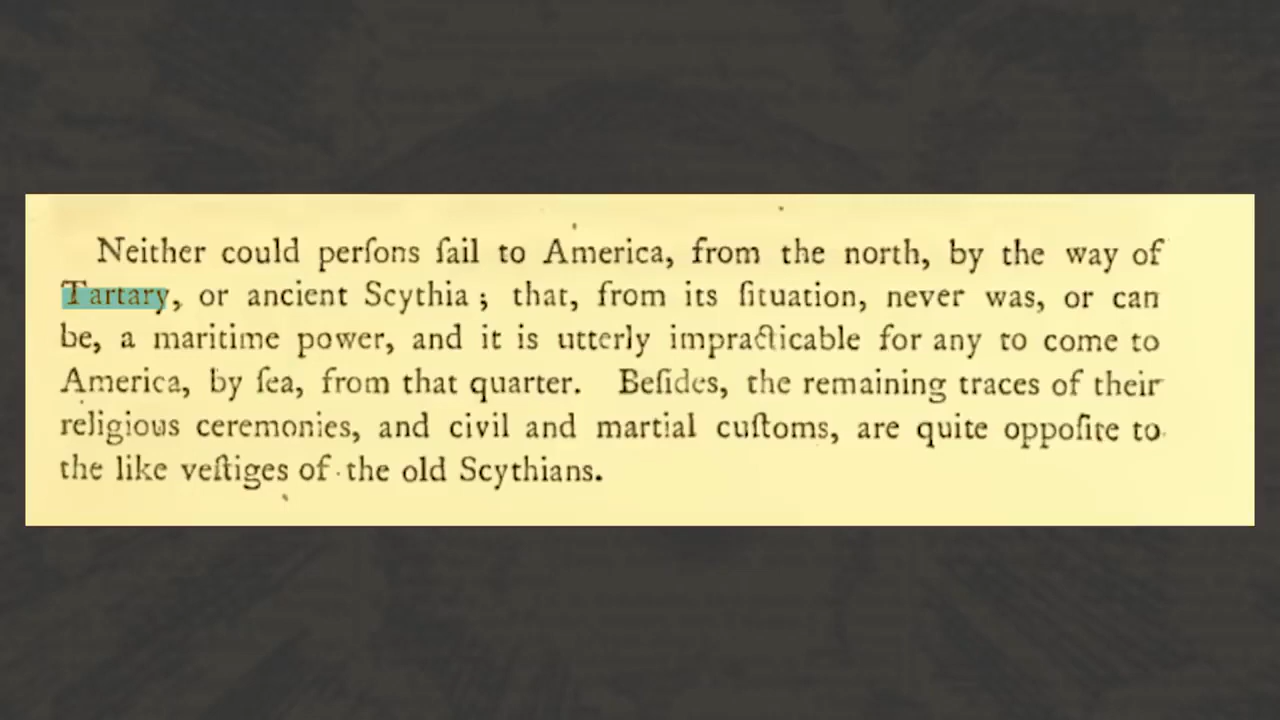 Neither could perſons ſail to America, from the north, by the way of
Tartary, or ancient Scythia; that, from its ſituation, never was, or can
be, a maritime power, and it is utterly impracticable for any to come to
America, by ſea, from that quarter. Beſides, the remaining traces of their
religious ceremonies, and civil and martial cuſtoms, are quite oppoſite to
the like veſtiges of the old Scythians.